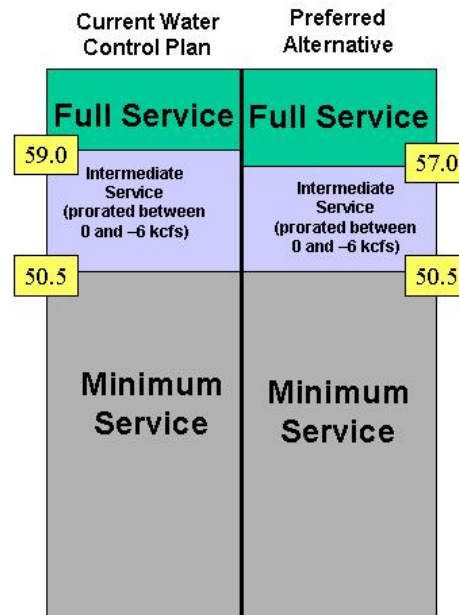 Current Water
Control Plan
Preferred
Alternative
Full Service
Full Service
59.0
57.0
Intermediate
Service
(prorated between
0 and –6 kcfs)
Intermediate
Service
(prorated between
0 and –6 kcfs)
50.5
50.5
Minimum
Service
Minimum
Service